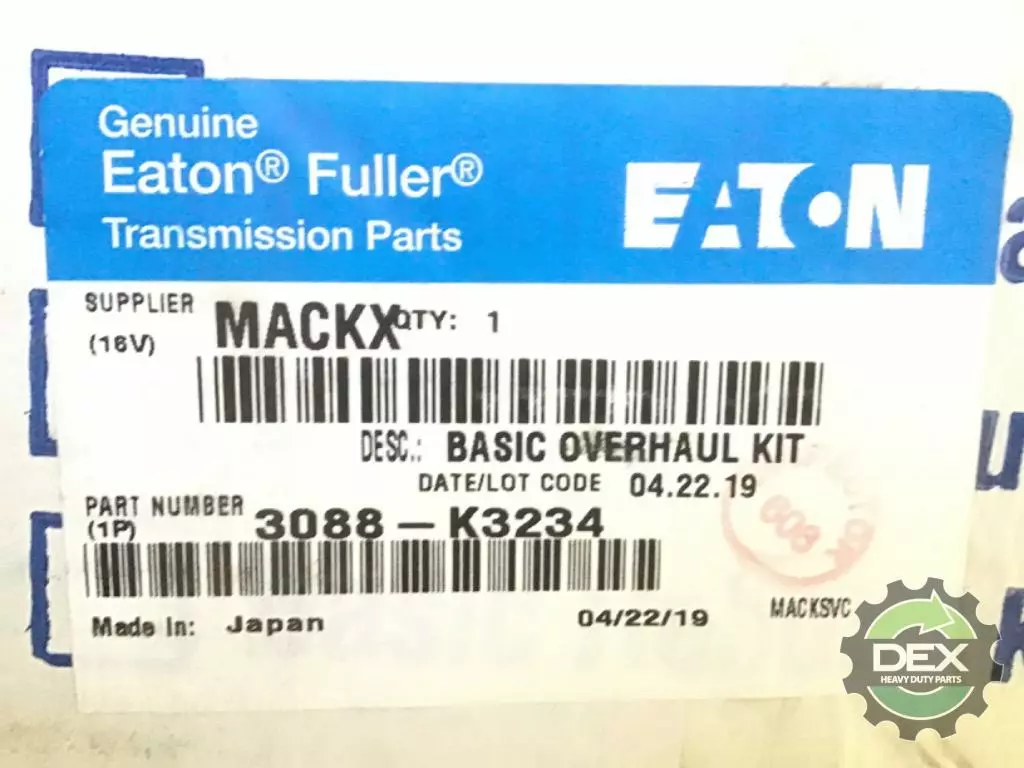 Genuine
Eaton® Fuller®
Transmission Parts
EATON
SUPPLIER
(16V)
MACKX QTY: 1
DESC.: BASIC OVERHAUL KIT
DATE/LOT CODE 04.22.19
PART NUMBER
(1P)
3088-K3234
608
Made In: Japan
04/22/19
MACKSVC
DEX
HEAVY DUTY PARTS